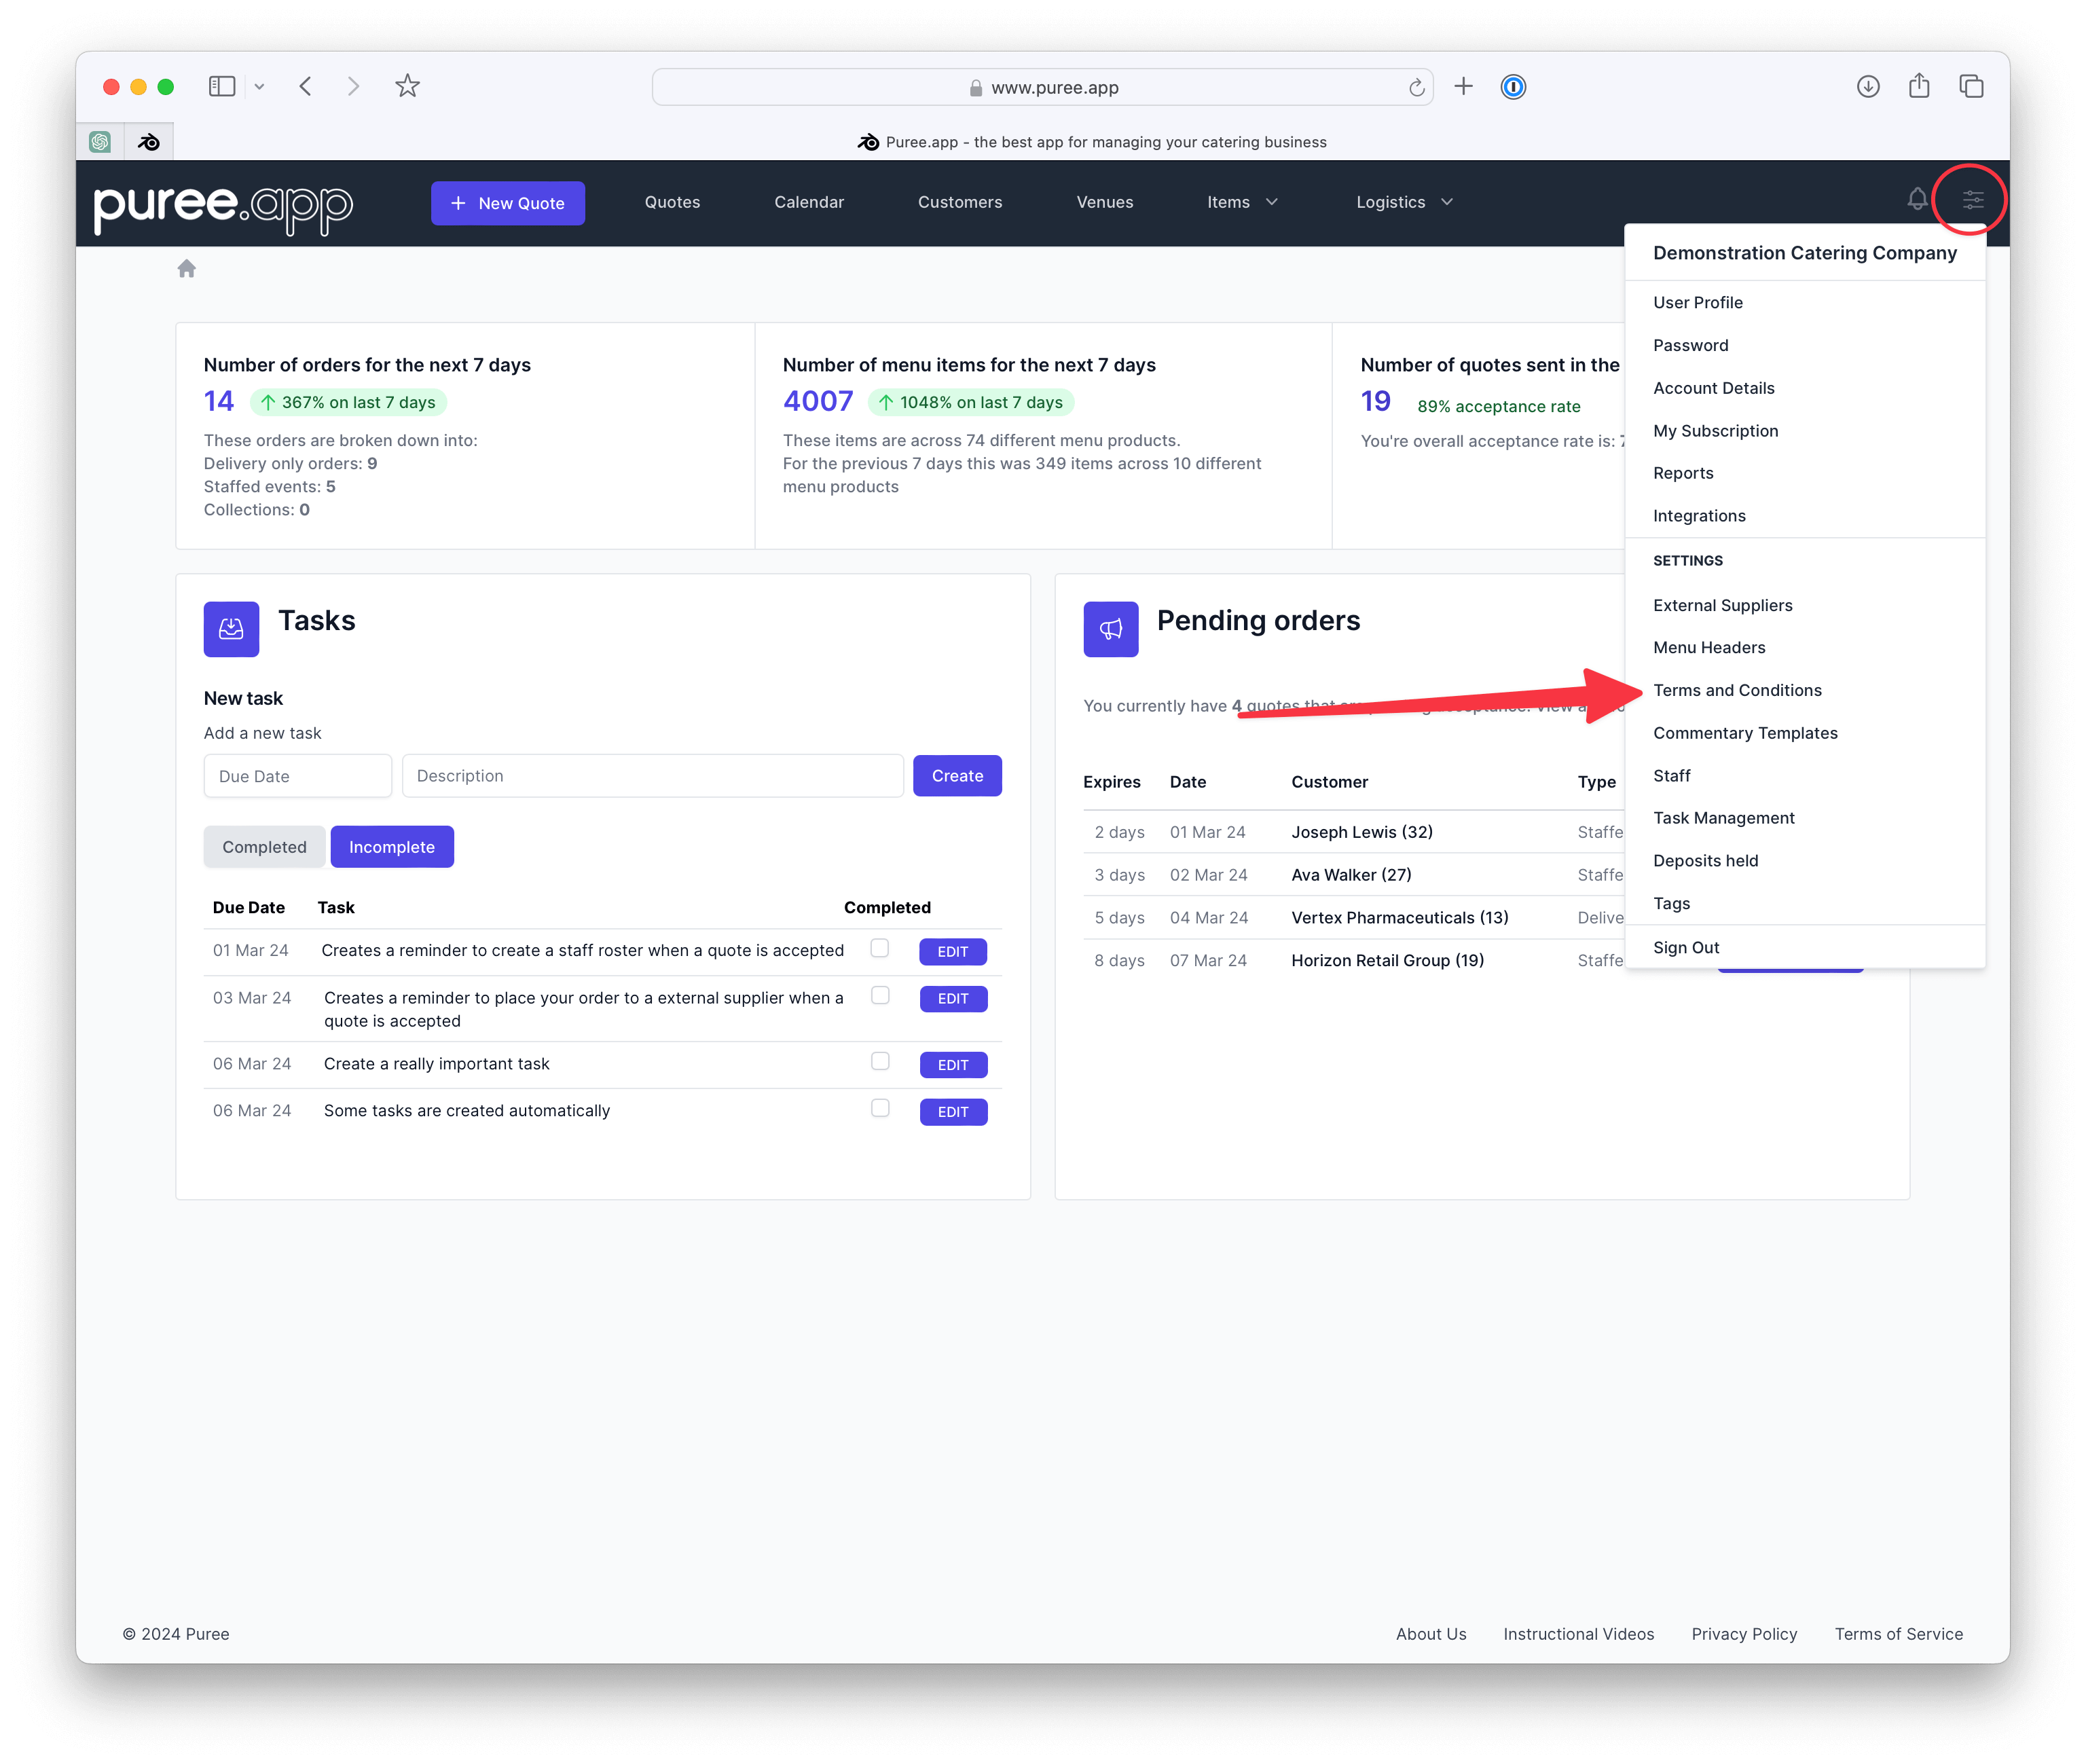 www.puree.app
Puree.app - the best app for managing your catering business
puree.app
New Quote
Quotes
Calendar
Customers
Venues
Items
Logistics
Demonstration Catering Company
User Profile
Password
Account Details
My Subscription
Reports
Integrations
SETTINGS
External Suppliers
Menu Headers
Terms and Conditions
Commentary Templates
Staff
Task Management
Deposits held
Tags
Sign Out
Number of orders for the next 7 days
14 367% on last 7 days
These orders are broken down into:
Delivery only orders: 9
Staffed events: 5
Collections: 0
Number of menu items for the next 7 days
4007 1048% on last 7 days
These items are across 74 different menu products.
For the previous 7 days this was 349 items across 10 different
menu products
Number of quotes sent in the
19 89% acceptance rate
You're overall acceptance rate is:
Tasks
New task
Add a new task
Due Date Description Create
Completed Incomplete
Due Date Task Completed
01 Mar 24 Creates a reminder to create a staff roster when a quote is accepted EDIT
03 Mar 24 Creates a reminder to place your order to a external supplier when a EDIT
quote is accepted
06 Mar 24 Create a really important task EDIT
06 Mar 24 Some tasks are created automatically EDIT
Pending orders
You currently have 4 quotes that
Expires Date Customer Type
2 days 01 Mar 24 Joseph Lewis (32) Staffe
3 days 02 Mar 24 Ava Walker (27) Staffe
5 days 04 Mar 24 Vertex Pharmaceuticals (13) Delive
8 days 07 Mar 24 Horizon Retail Group (19) Staffe
© 2024 Puree
About Us Instructional Videos Privacy Policy Terms of Service